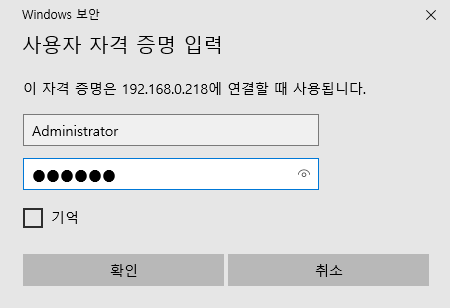 Windows 보안
사용자 자격 증명 입력
이 자격 증명은 192.168.0.218에 연결할 때 사용됩니다.
Administrator
●●●●●●
기억
확인
취소